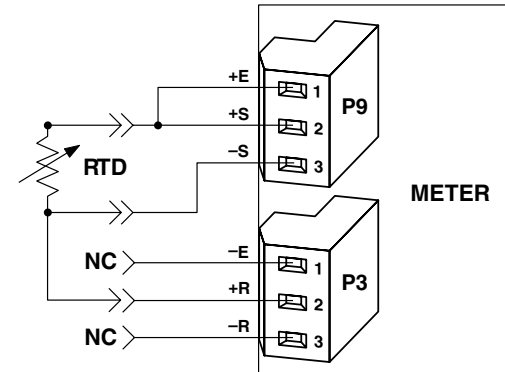 +E
1
P9
+S
2
–S
3
RTD
METER
NC
–E
1
P3
+R
2
NC
–R
3